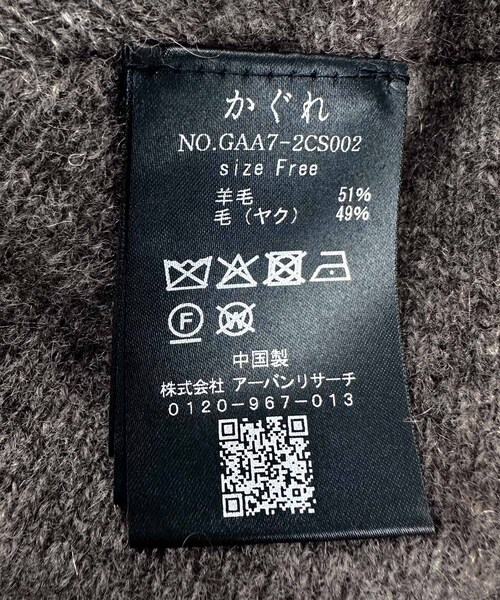 かぐれ
NO.GAA7-2CS002
size Free
羊毛 51%
毛（ヤク） 49%
F W
中国製
株式会社 アーバンリサーチ
0120-967-013